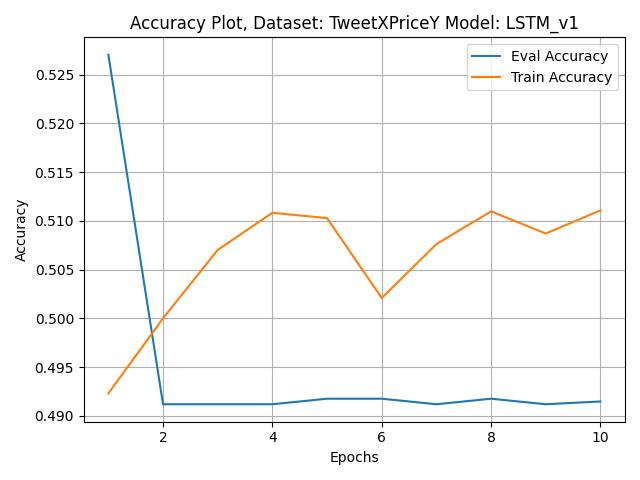 Accuracy Plot, Dataset: TweetXPriceY Model: LSTM_v1
Eval Accuracy
Train Accuracy
0.525
0.520
0.515
0.510
0.505
0.500
0.495
0.490
Accuracy
2 4 6 8 10
Epochs